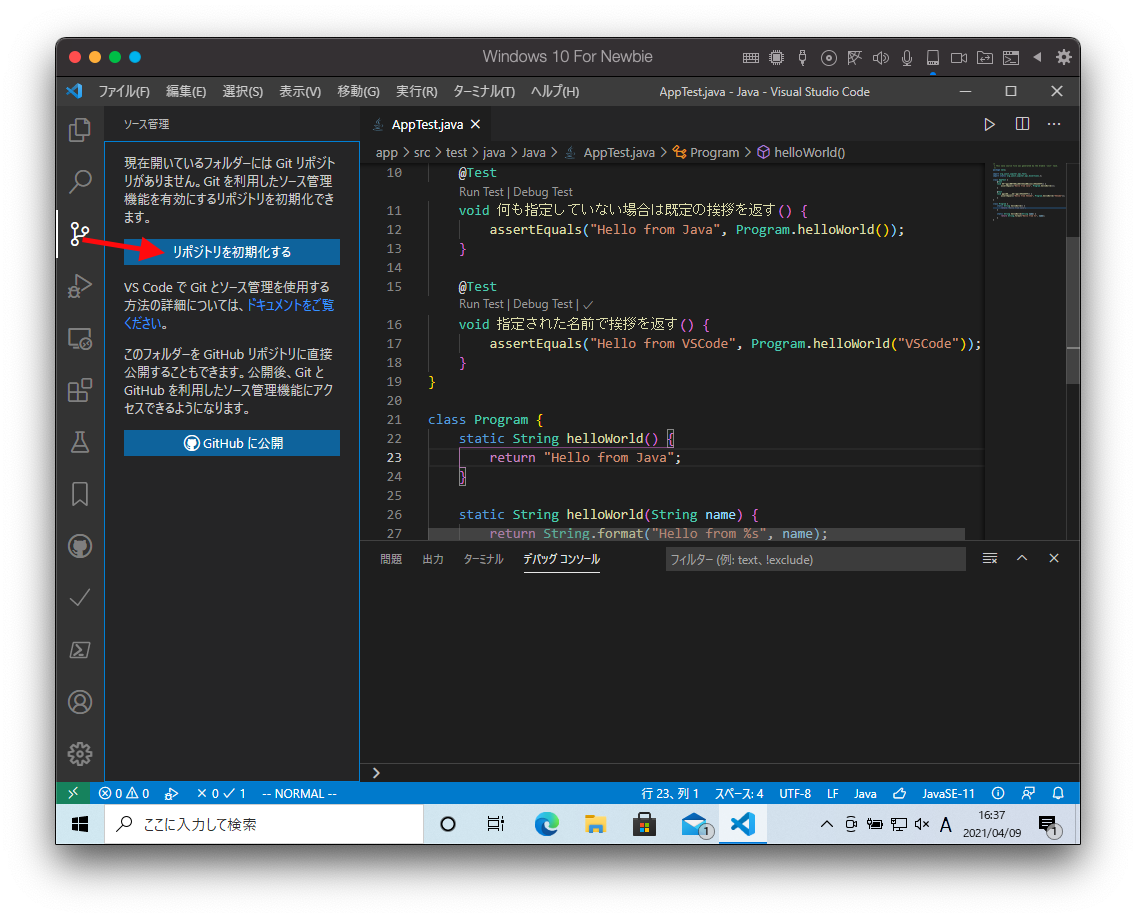 Windows 10 For Newbie
ファイル(F) 編集(E) 選択(S) 表示(V) 移動(G) 実行(R) ターミナル(T) ヘルプ(H) AppTest.java - Java - Visual Studio Code
ソース管理
現在開いているフォルダーには Git リポジト
リがありません。Git を利用したソース管理
機能を有効にするリポジトリを初期化できま
す。
リポジトリを初期化する
VS Code で Git とソース管理を使用する
方法の詳細については、ドキュメントをご覧
ください。
このフォルダーを GitHub リポジトリに直接
公開することもできます。公開後、Git と
GitHub を利用したソース管理機能にアク
セスできるようになります。
GitHub に公開
AppTest.java
app > src > test > java > Java > AppTest.java > Program > helloWorld()
10 @Test
Run Test | Debug Test
11 void 何も指定していない場合は既定の挨拶を返す() {
12 assertEquals("Hello from Java", Program.helloWorld());
13 }
14
15 @Test
Run Test | Debug Test | ✓
16 void 指定された名前で挨拶を返す() {
17 assertEquals("Hello from VSCode", Program.helloWorld("VSCode"));
18 }
19 }
20
21 class Program {
22 static String helloWorld() {
23 return "Hello from Java";
24 }
25
26 static String helloWorld(String name) {
27 return String.format("Hello from %s", name);
問題 出力 ターミナル デバッグ コンソール フィルター (例: text、!exclude)
0 0 0 1 -- NORMAL -- 行 23、列 1 スペース: 4 UTF-8 LF Java JavaSE-11
ここに入力して検索
1
A
16:37
2021/04/09
1